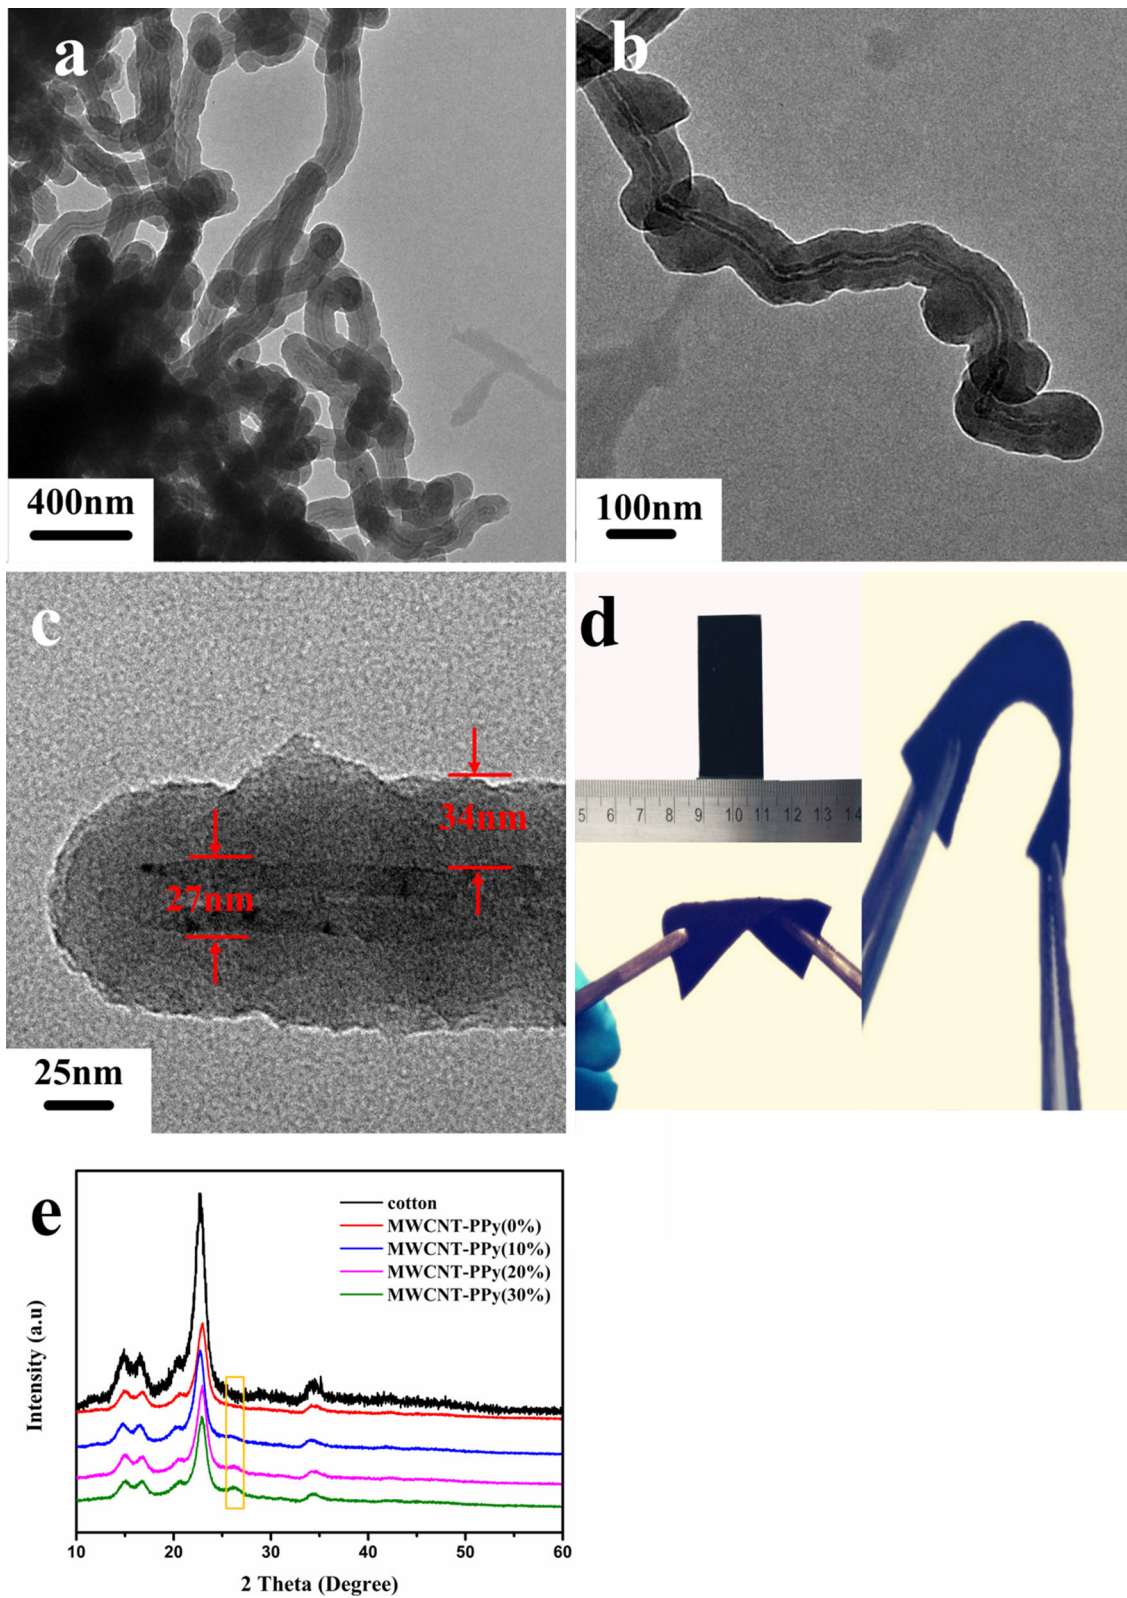 a
400nm
b
100nm
c
34nm
27nm
25nm
d
5 6 7 8 9 10 11 12 13 14
e
cotton
MWCNT-PPy(0%)
MWCNT-PPy(10%)
MWCNT-PPy(20%)
MWCNT-PPy(30%)
Intensity (a.u)
10 20 30 40 50 60
2 Theta (Degree)